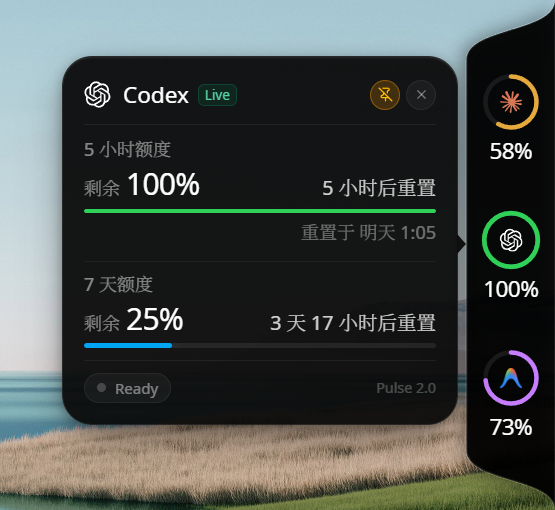 Codex Live
5 小时额度
剩余 100% 5 小时后重置
重置于 明天 1:05
7 天额度
剩余 25% 3 天 17 小时后重置
Ready Pulse 2.0
58%
100%
73%